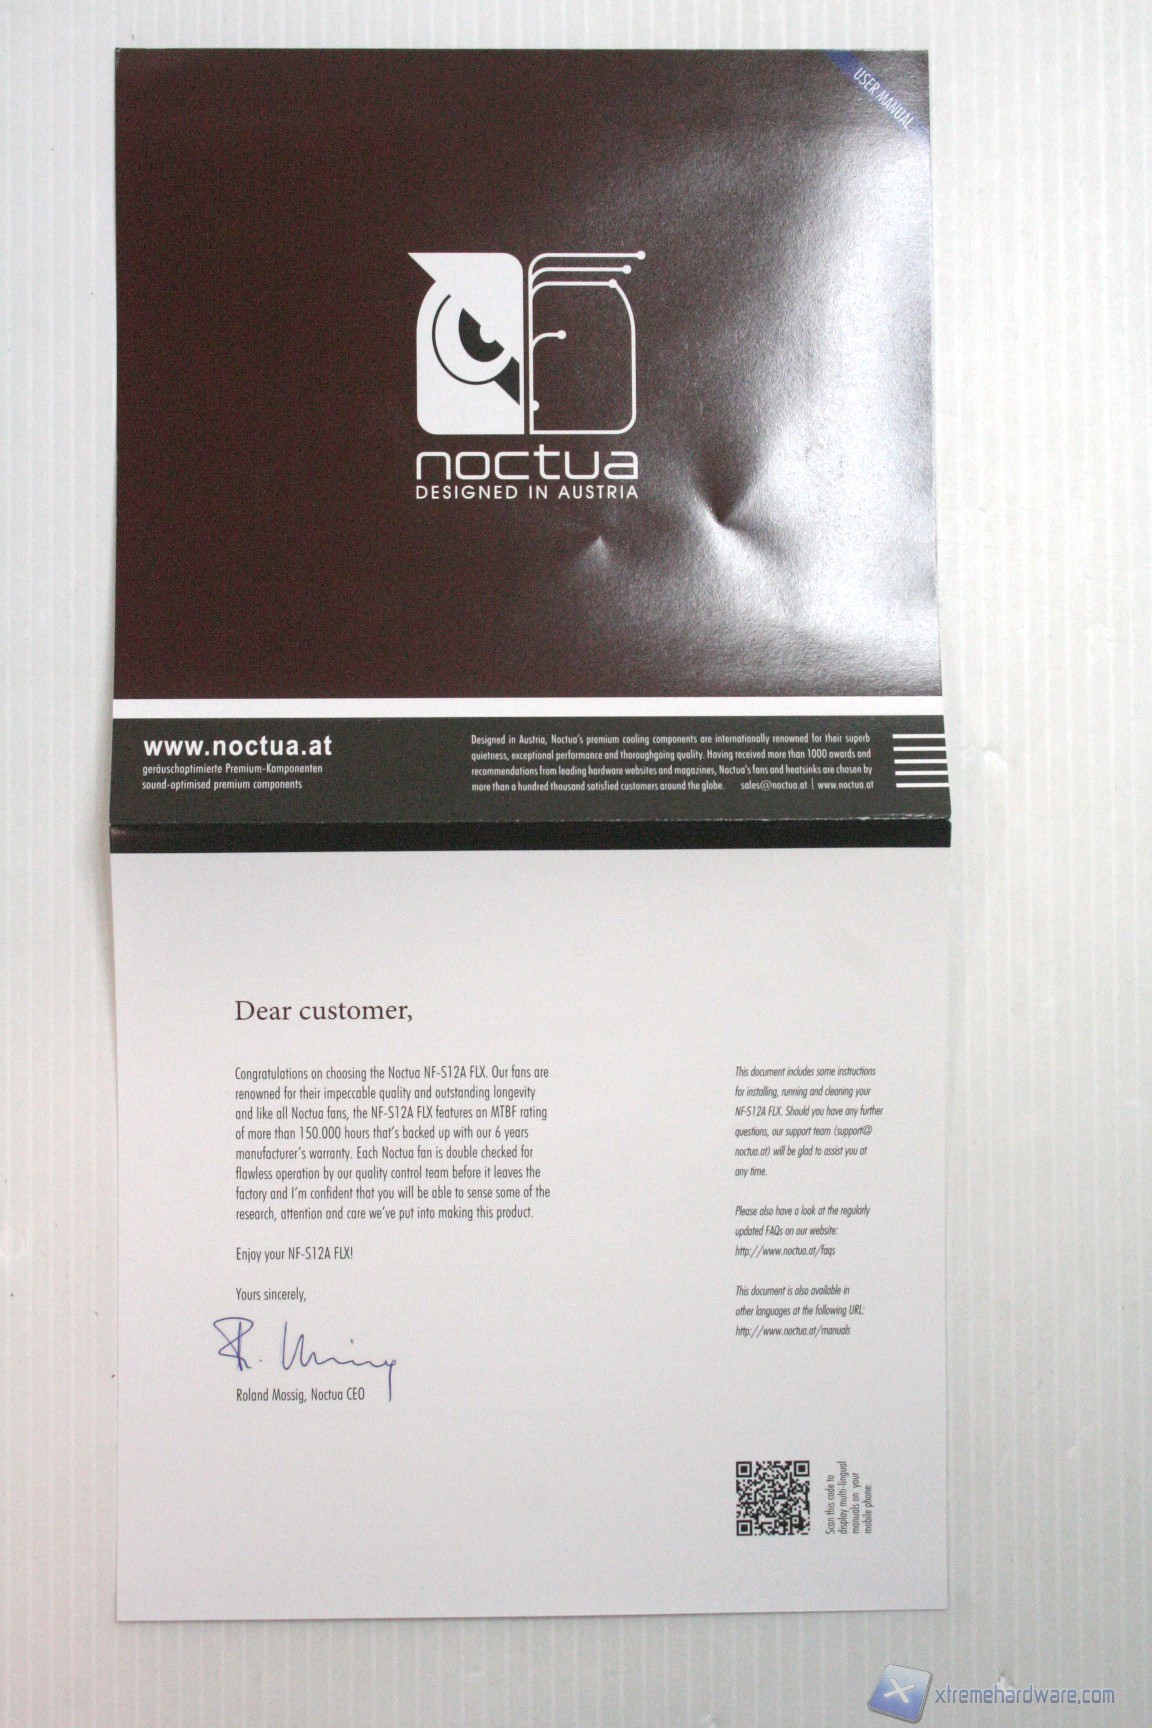 USER MANUAL
noctua
DESIGNED IN AUSTRIA
www.noctua.at
geräuschoptimierte Premium-Komponenten
sound-optimised premium components
Designed in Austria, Noctua's premium cooling components are internationally renowned for their superb
quietness, exceptional performance and thoroughgoing quality. Having received more than 1000 awards and
recommendations from leading hardware websites and magazines, Noctua's fans and heatsinks are chosen by
more than a hundred thousand satisfied customers around the globe. sales@noctua.at | www.noctua.at
Dear customer,
Congratulations on choosing the Noctua NF-S12A FLX. Our fans are
renowned for their impeccable quality and outstanding longevity
and like all Noctua fans, the NF-S12A FLX features an MTBF rating
of more than 150.000 hours that's backed up with our 6 years
manufacturer's warranty. Each Noctua fan is double checked for
flawless operation by our quality control team before it leaves the
factory and I'm confident that you will be able to sense some of the
research, attention and care we've put into making this product.
Enjoy your NF-S12A FLX!
Yours sincerely,
Roland Mossig, Noctua CEO
This document includes some instructions
for installing, running and cleaning your
NF-S12A FLX. Should you have any further
questions, our support team (support@
noctua.at) will be glad to assist you at
any time.
Please also have a look at the regularly
updated FAQs on our website:
http://www.noctua.at/faqs
This document is also available in
other languages at the following URL:
http://www.noctua.at/manuals
Scan this code to
display multi-lingual
manuals on your
mobile phone:
xtremehardware.com